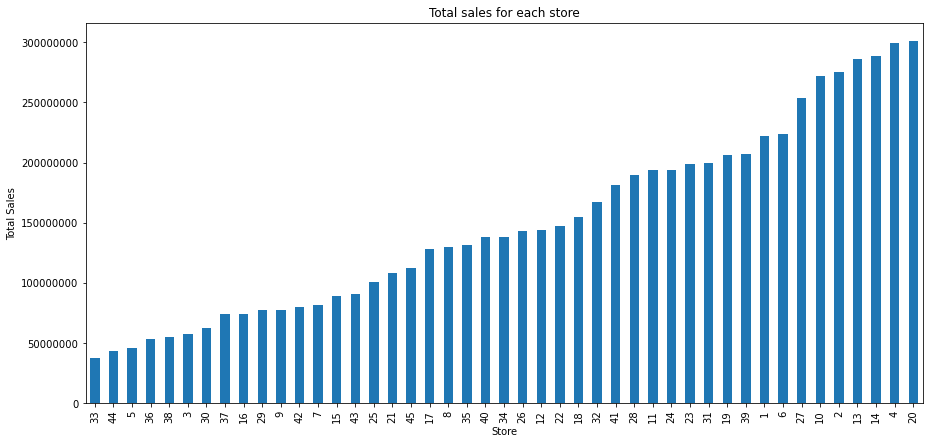 Total sales for each store
Total Sales
300000000
250000000
200000000
150000000
100000000
50000000
0
33 44 5 36 38 3 30 37 16 29 9 42 7 15 43 25 21 45 17 8 35 40 34 26 12 22 18 32 41 28 11 24 23 31 19 39 1 6 27 10 2 13 14 4 20
Store